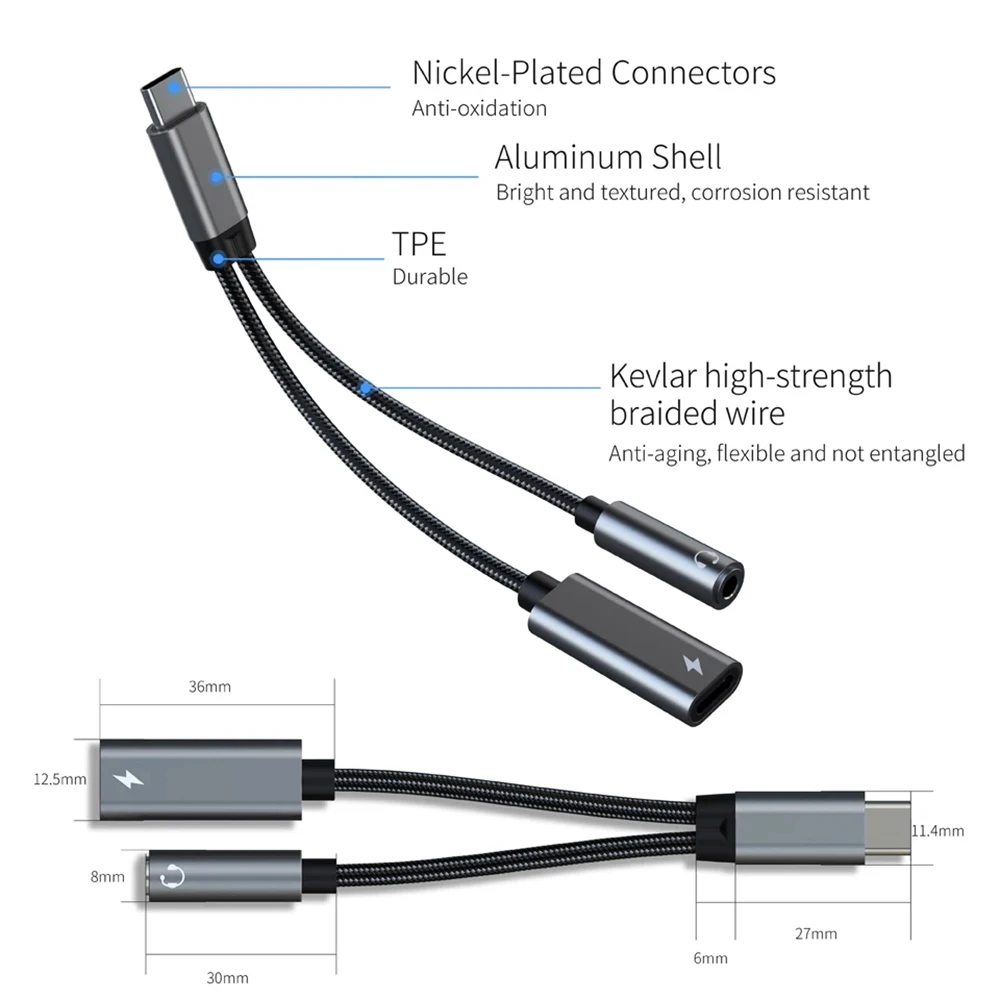 Nickel-Plated Connectors
Anti-oxidation
Aluminum Shell
Bright and textured, corrosion resistant
TPE
Durable
Kevlar high-strength
braided wire
Anti-aging, flexible and not entangled
36mm
12.5mm
8mm
30mm
11.4mm
27mm
6mm